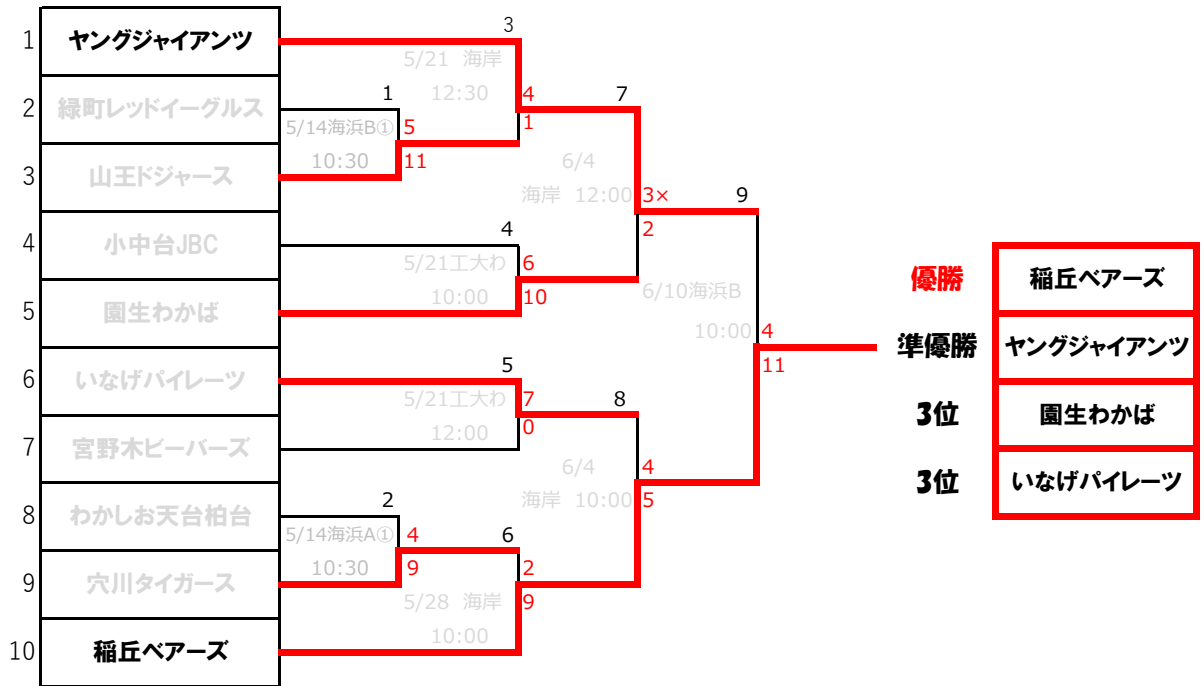 1 ヤングジャイアンツ
2 緑町レッドイーグルス
3 山王ドジャース
4 小中台JBC
5 園生わかば
6 いなげパイレーツ
7 宮野木ビーバーズ
8 わかしお天台柏台
9 穴川タイガース
10 稲丘ベアーズ
1
5/14海浜B①
10:30
5
11
2
5/14海浜A①
10:30
4
9
3
5/21 海岸
12:30
4
1
4
5/21工大わ
10:00
6
10
5
5/21工大わ
12:00
7
0
6
5/28 海岸
10:00
2
9
7
6/4
海岸 12:00
3×
2
8
6/4
海岸 10:00
4
5
9
6/10海浜B
10:00
4
11
優勝 稲丘ベアーズ
準優勝 ヤングジャイアンツ
3位 園生わかば
3位 いなげパイレーツ